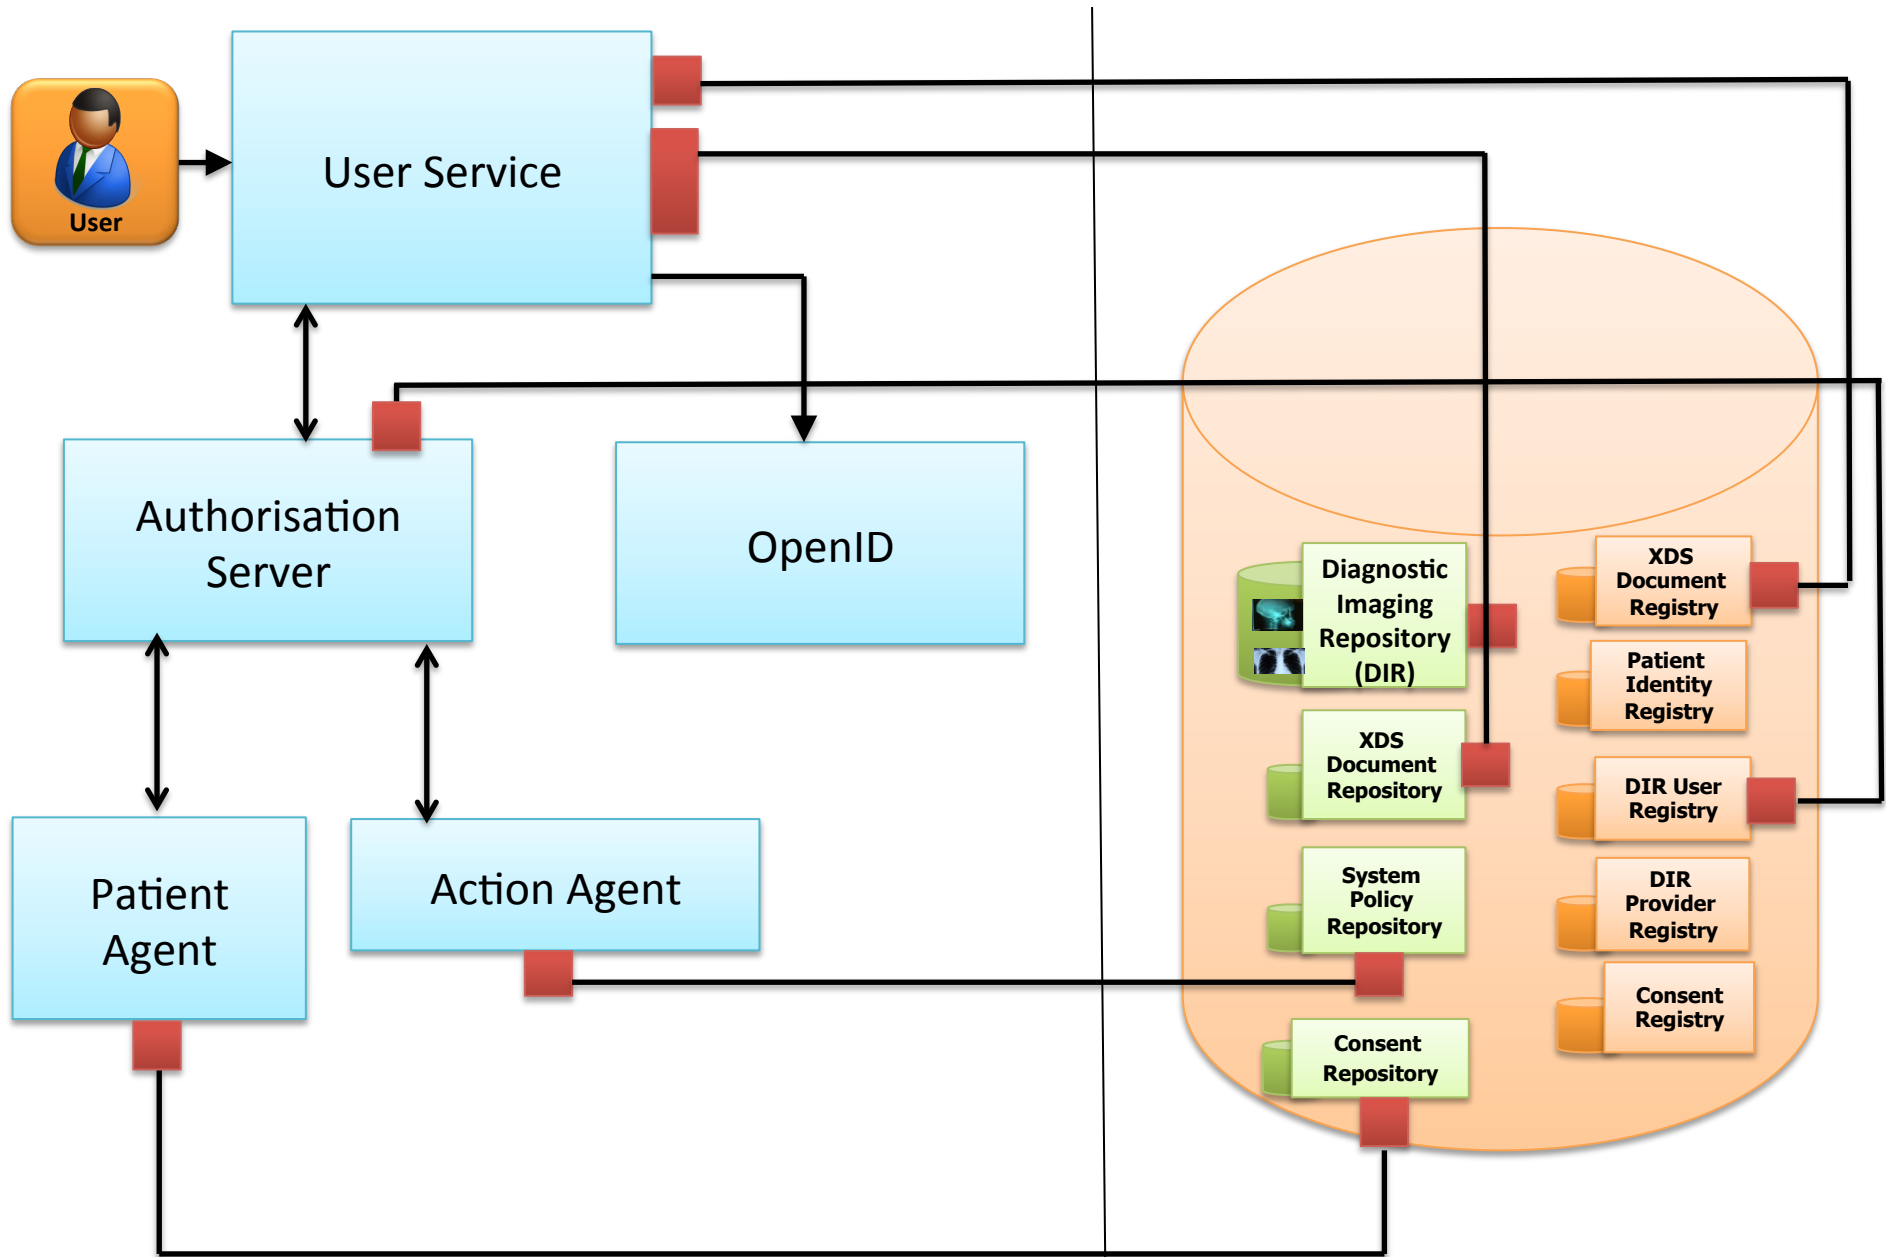 User
User Service
Authorisation
Server
OpenID
Patient
Agent
Action Agent
Diagnostic
Imaging
Repository
(DIR)
XDS
Document
Repository
System
Policy
Repository
Consent
Repository
XDS
Document
Registry
Patient
Identity
Registry
DIR User
Registry
DIR
Provider
Registry
Consent
Registry